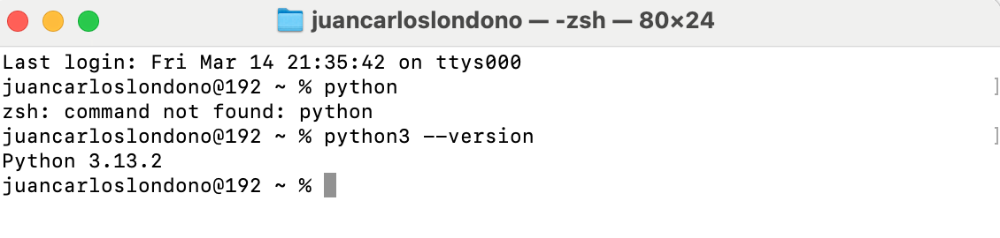 juancarloslondono — -zsh — 80×24
Last login: Fri Mar 14 21:35:42 on ttys000
juancarloslondono@192 ~ % python
zsh: command not found: python
juancarloslondono@192 ~ % python3 --version
Python 3.13.2
juancarloslondono@192 ~ %